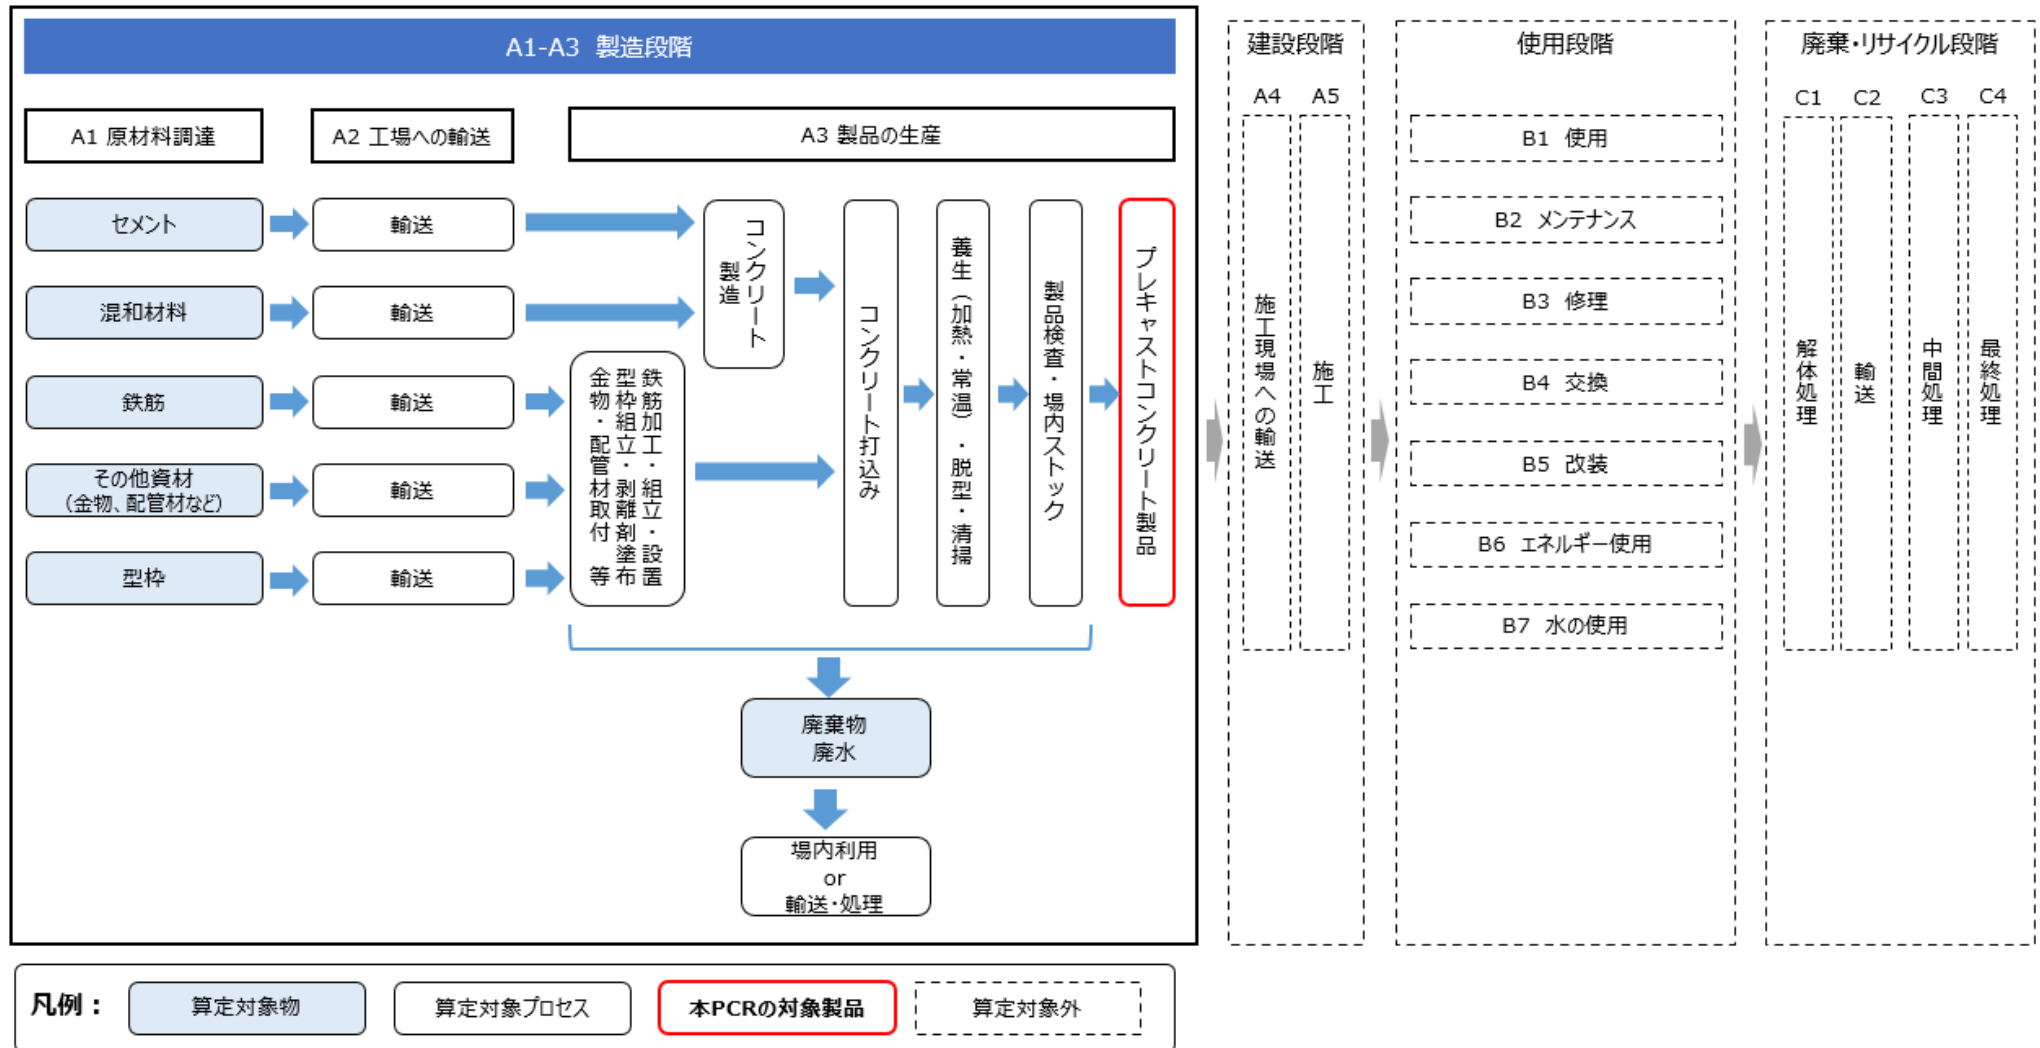 A1-A3 製造段階
A1 原材料調達
A2 工場への輸送
A3 製品の生産
セメント
輸送
混和材料
輸送
鉄筋
輸送
その他資材
（金物、配管材など）
輸送
型枠
輸送
コンクリート
製造
鉄筋加工・組立・設置
型枠組立・剥離剤塗布
金物・配管材取付 等
コンクリート打込み
養生（加熱・常温）・脱型・清掃
製品検査・場内ストック
プレキャストコンクリート製品
廃棄物
廃水
場内利用
or
輸送・処理
建設段階
A4
A5
施工現場への輸送
施工
使用段階
B1 使用
B2 メンテナンス
B3 修理
B4 交換
B5 改装
B6 エネルギー使用
B7 水の使用
廃棄・リサイクル段階
C1
C2
C3
C4
解体処理
輸送
中間処理
最終処理
凡例：
算定対象物
算定対象プロセス
本PCRの対象製品
算定対象外